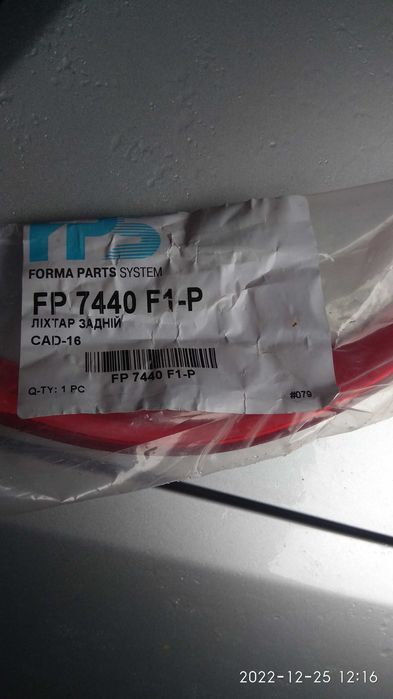 FPS
FORMA PARTS SYSTEM
FP 7440 F1-P
ЛІХТАР ЗАДНІЙ
CAD-16
FP 7440 F1-P
Q-TY: 1 PC
#079
2022-12-25 12:16